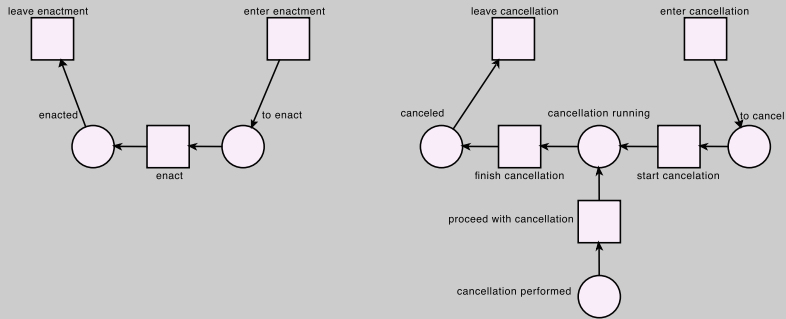 leave enactment
enter enactment
leave cancellation
enter cancellation
enacted
to enact
canceled
cancellation running
to cancel
enact
finish cancellation
start cancelation
proceed with cancellation
cancellation performed